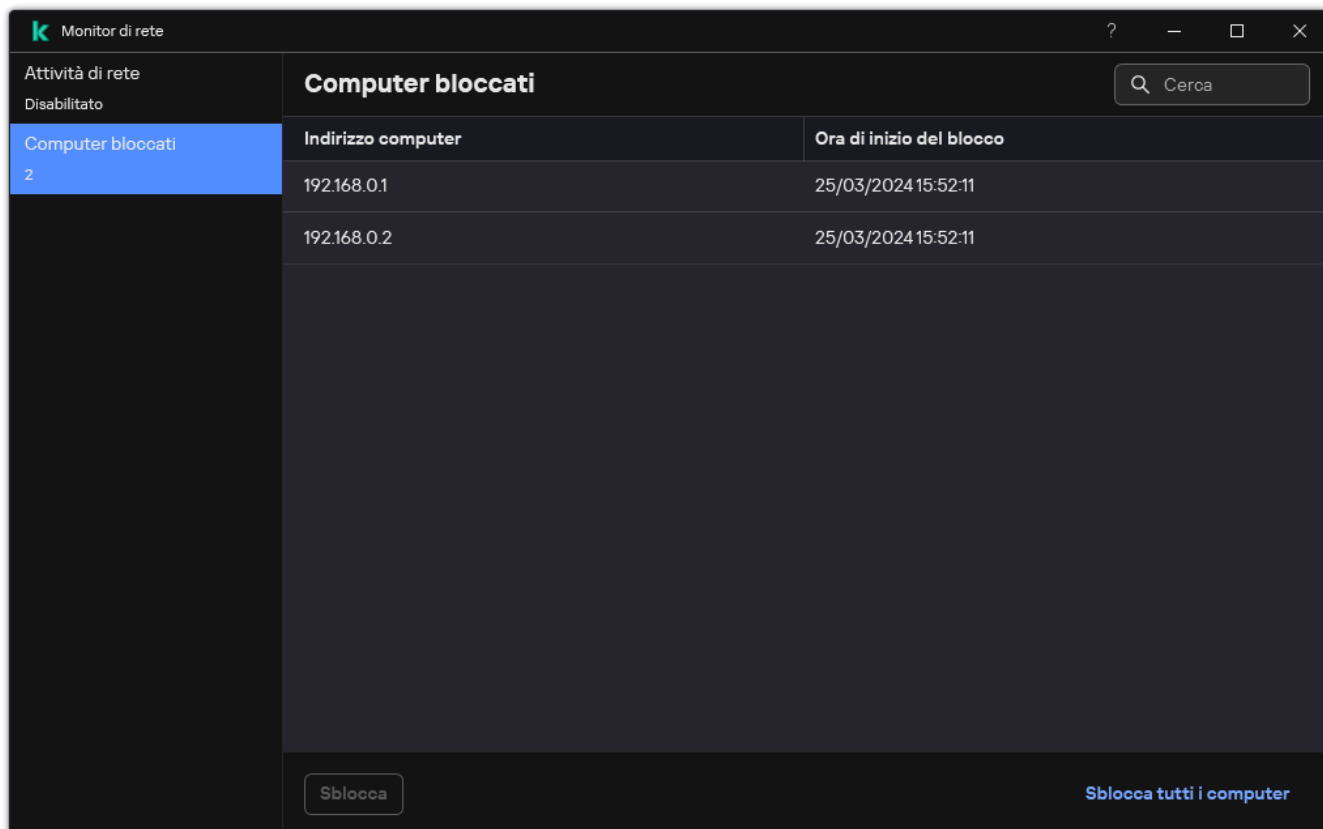 Monitor di rete
?
Attività di rete
Disabilitato
Computer bloccati
2
Computer bloccati
Cerca
Indirizzo computer Ora di inizio del blocco
192.168.0.1 25/03/2024 15:52:11
192.168.0.2 25/03/2024 15:52:11
Sblocca Sblocca tutti i computer